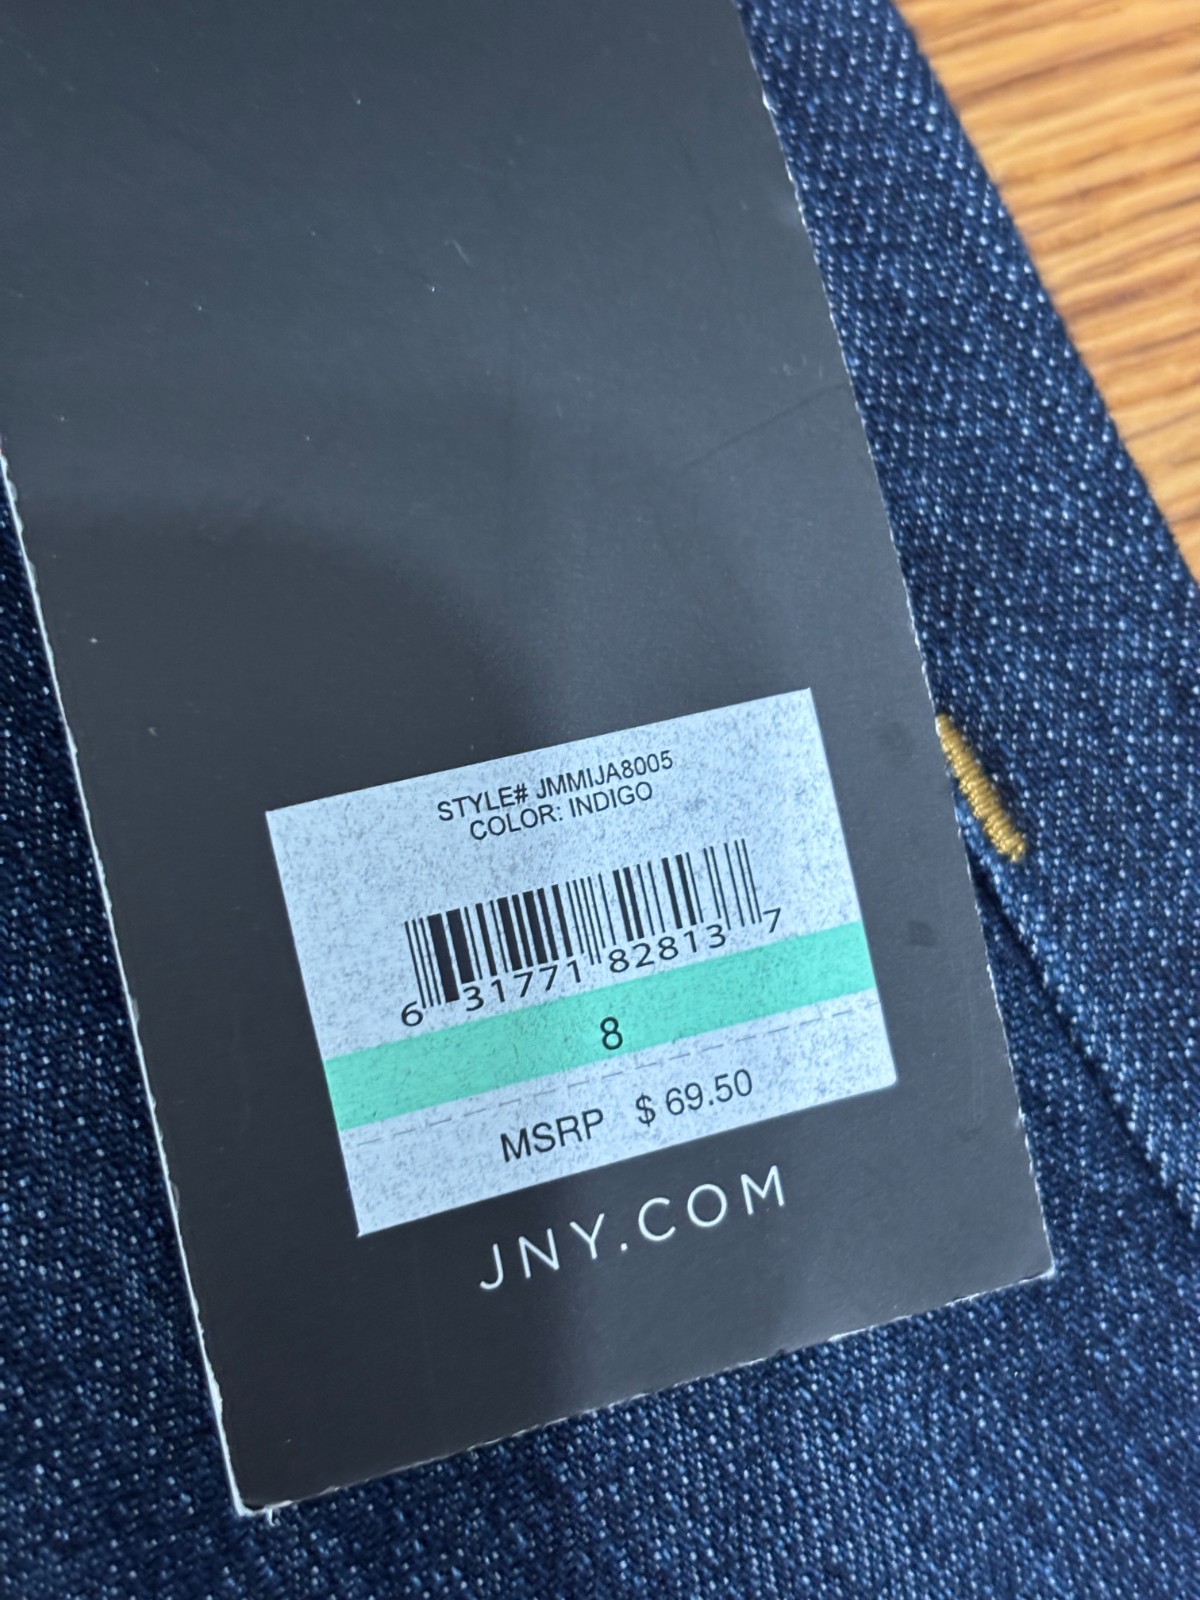 STYLE# JMMIJA8005
COLOR: INDIGO
6 31771 82813 7
8
MSRP $ 69.50
JNY.COM